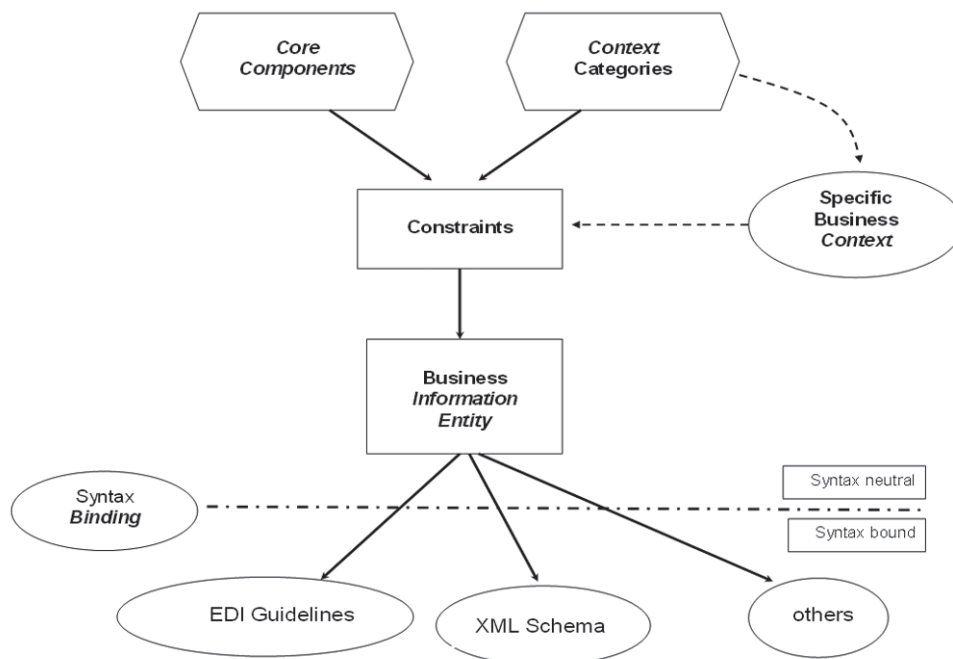 Core
Components
Context
Categories
Constraints
Specific
Business
Context
Business
Information
Entity
Syntax
Binding
Syntax neutral
Syntax bound
EDI Guidelines
XML Schema
others